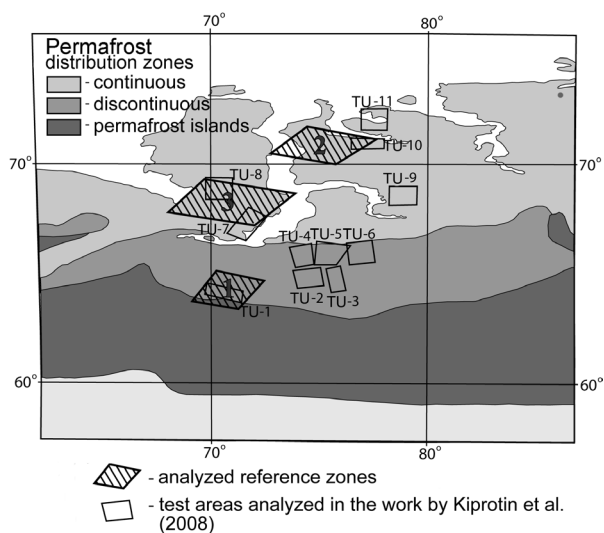 70° 80°
Permafrost
distribution zones
- continuous
- discontinuous
- permafrost islands
TU-11
2
TU-10
70° 70°
TU-8
TU-9
3
TU-7
TU-4 TU-5 TU-6
1
TU-2
TU-3
TU-1
60° 60°
70° 80°
- analyzed reference zones
- test areas analyzed in the work by Kiprotin et al.
(2008)